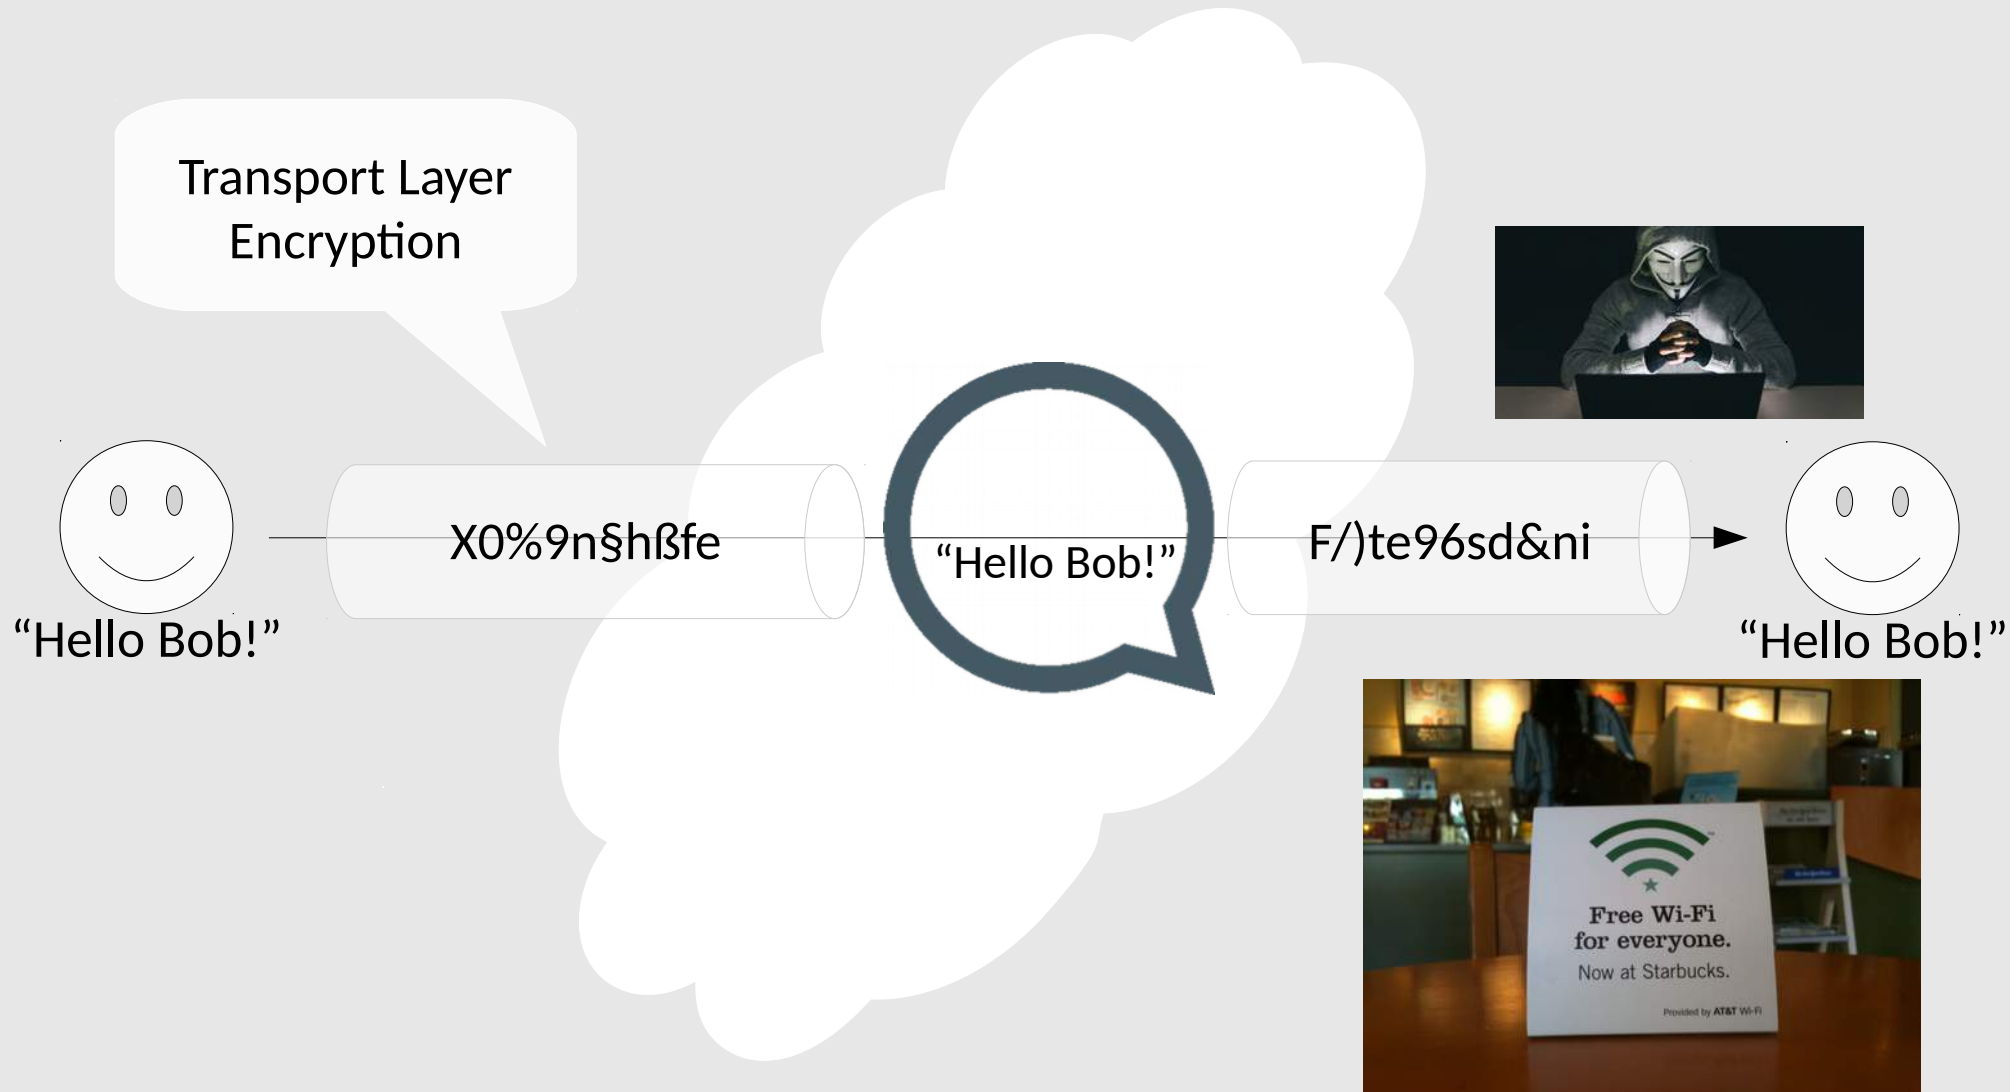 Transport Layer
Encryption
X0%9n§hßfe
“Hello Bob!”
F/)te96sd&ni
“Hello Bob!”
“Hello Bob!”
Free Wi-Fi
for everyone.
Now at Starbucks.
Provided by AT&T Wi-Fi